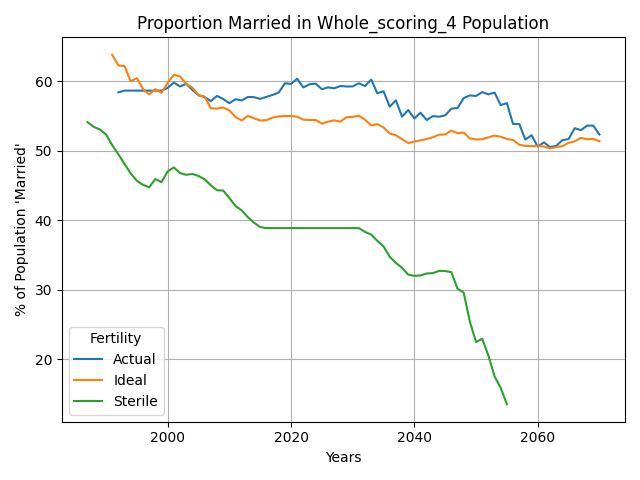 Proportion Married in Whole_scoring_4 Population
% of Population 'Married'
60
50
40
30
20
Fertility
Actual
Ideal
Sterile
2000
2020
2040
2060
Years